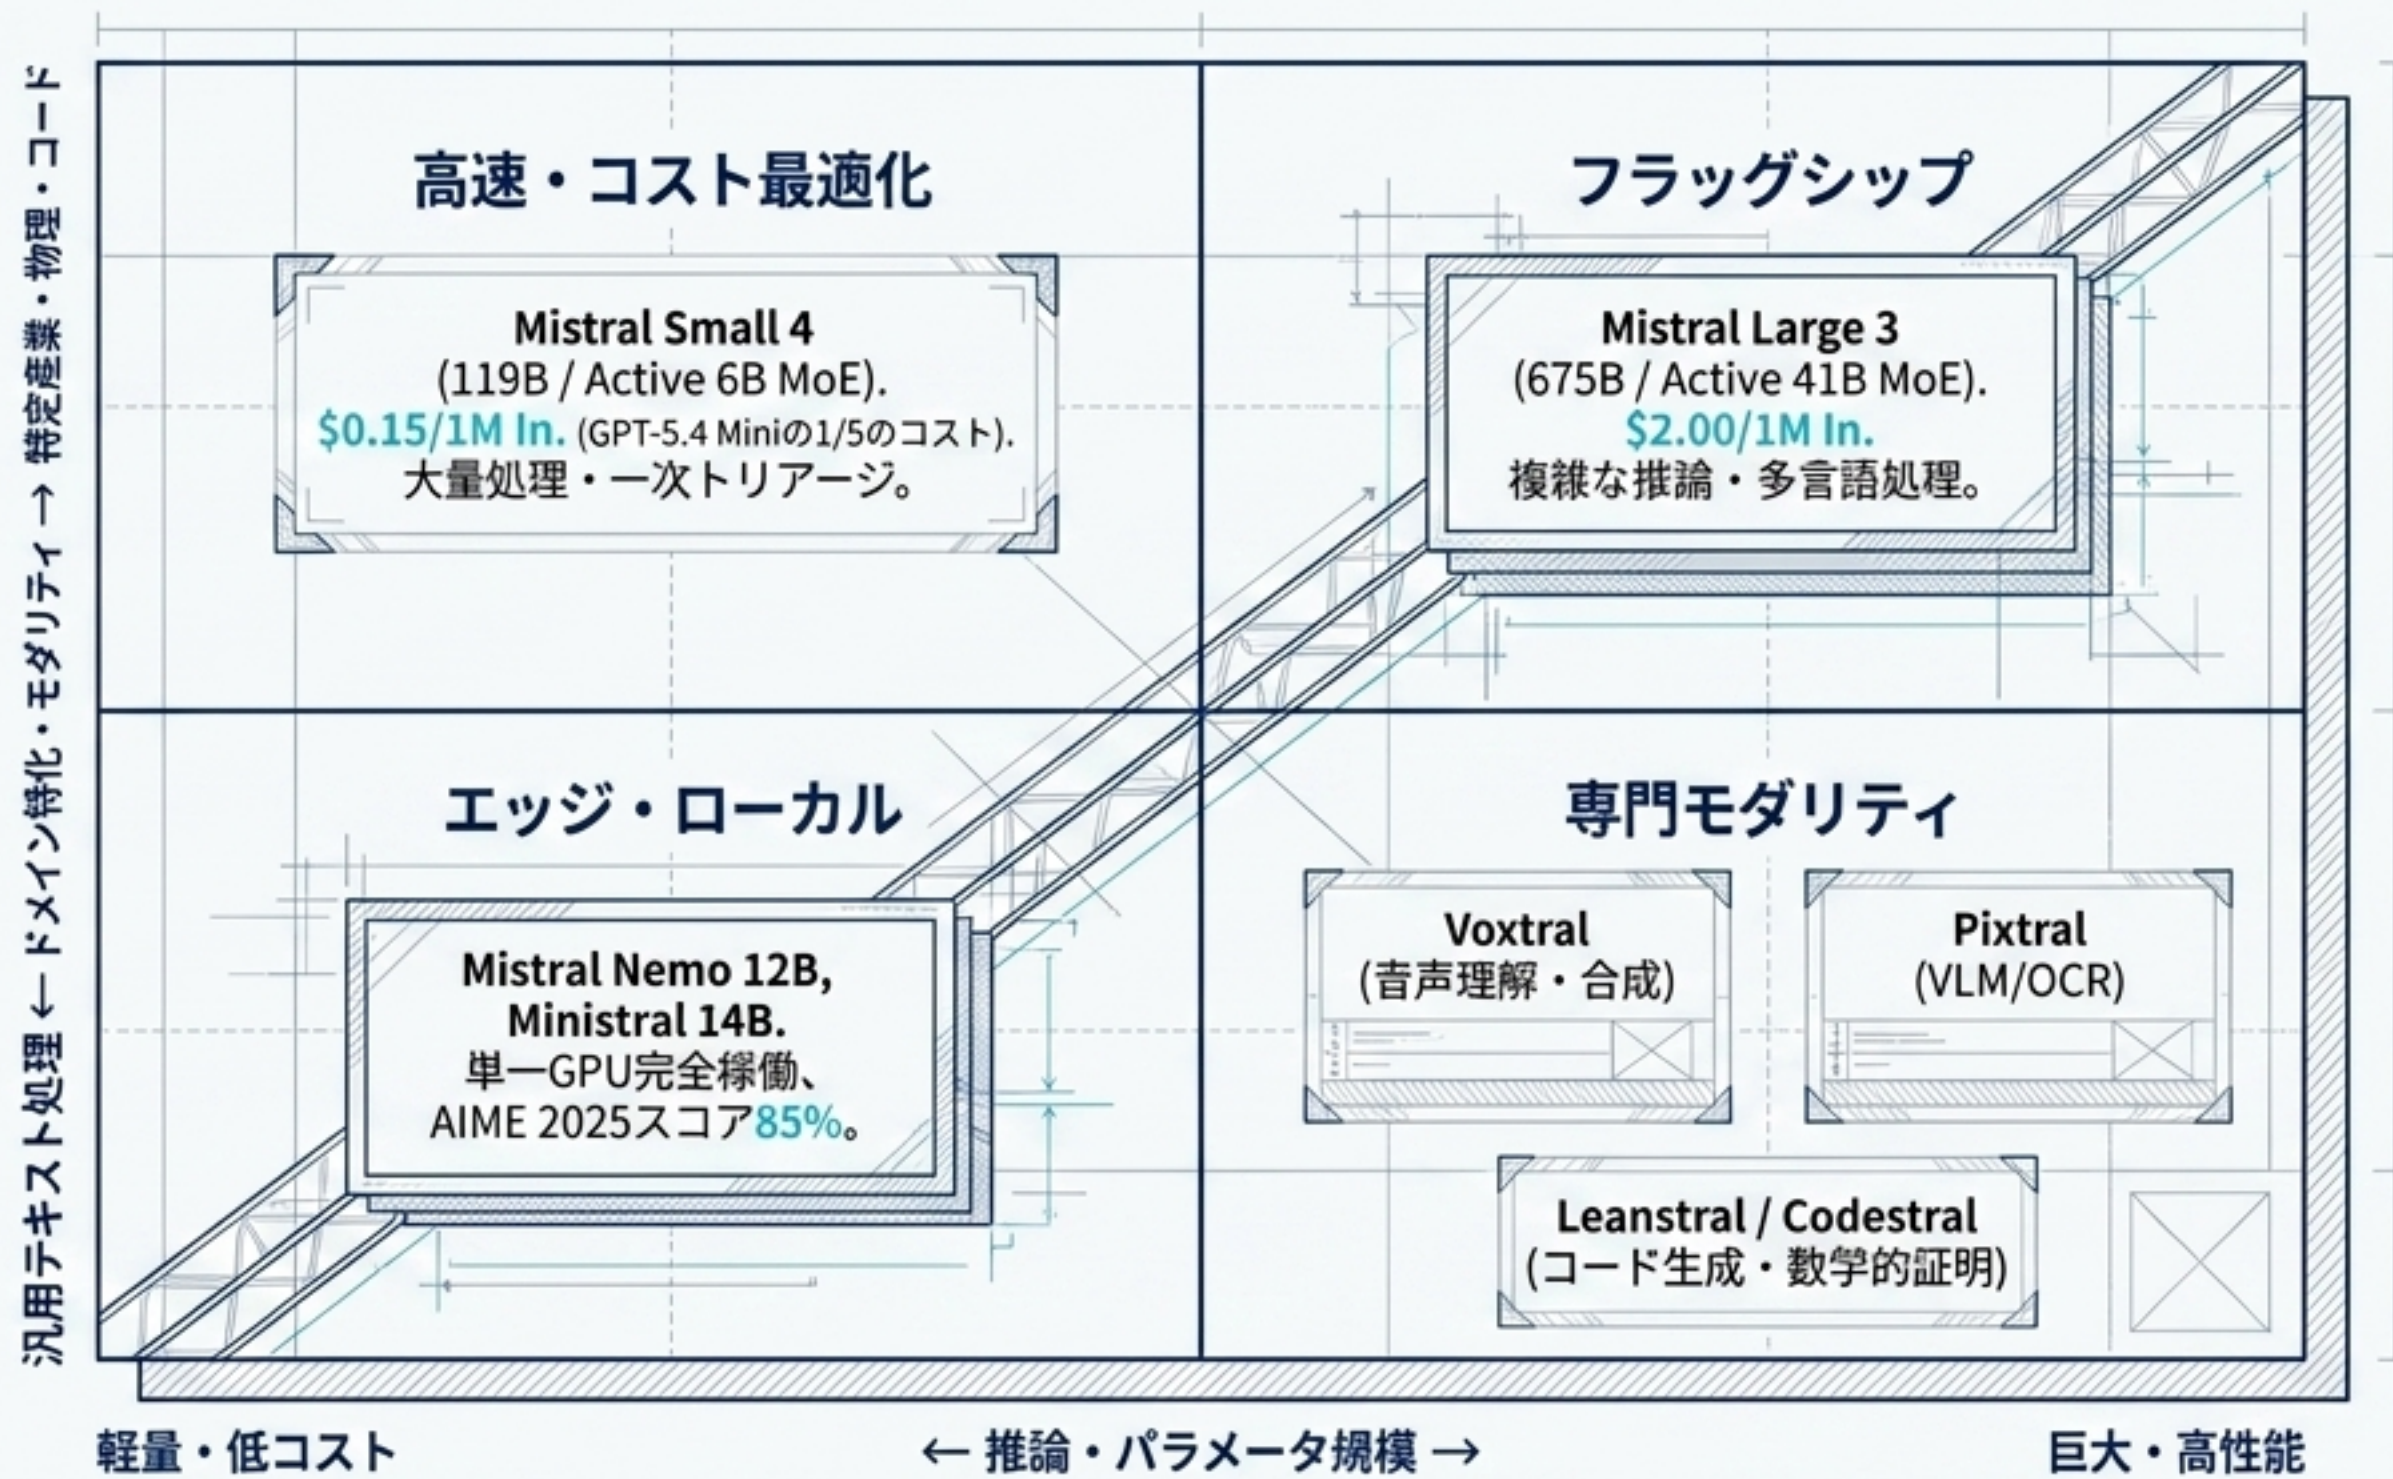 汎用テキスト処理 ← ドメイン特化・モダリティ → 特定産業・物理・コード
高速・コスト最適化
Mistral Small 4
(119B / Active 6B MoE).
$0.15/1M In. (GPT-5.4 Miniの1/5のコスト).
大量処理・一次トリアージ。
フラッグシップ
Mistral Large 3
(675B / Active 41B MoE).
$2.00/1M In.
複雑な推論・多言語処理。
エッジ・ローカル
Mistral Nemo 12B,
Ministral 14B.
単一GPU完全稼働、
AIME 2025スコア85%。
専門モダリティ
Voxtral
(音声理解・合成)
Pixtral
(VLM/OCR)
Leanstral / Codestral
(コード生成・数学的証明)
軽量・低コスト
← 推論・パラメータ規模 →
巨大・高性能